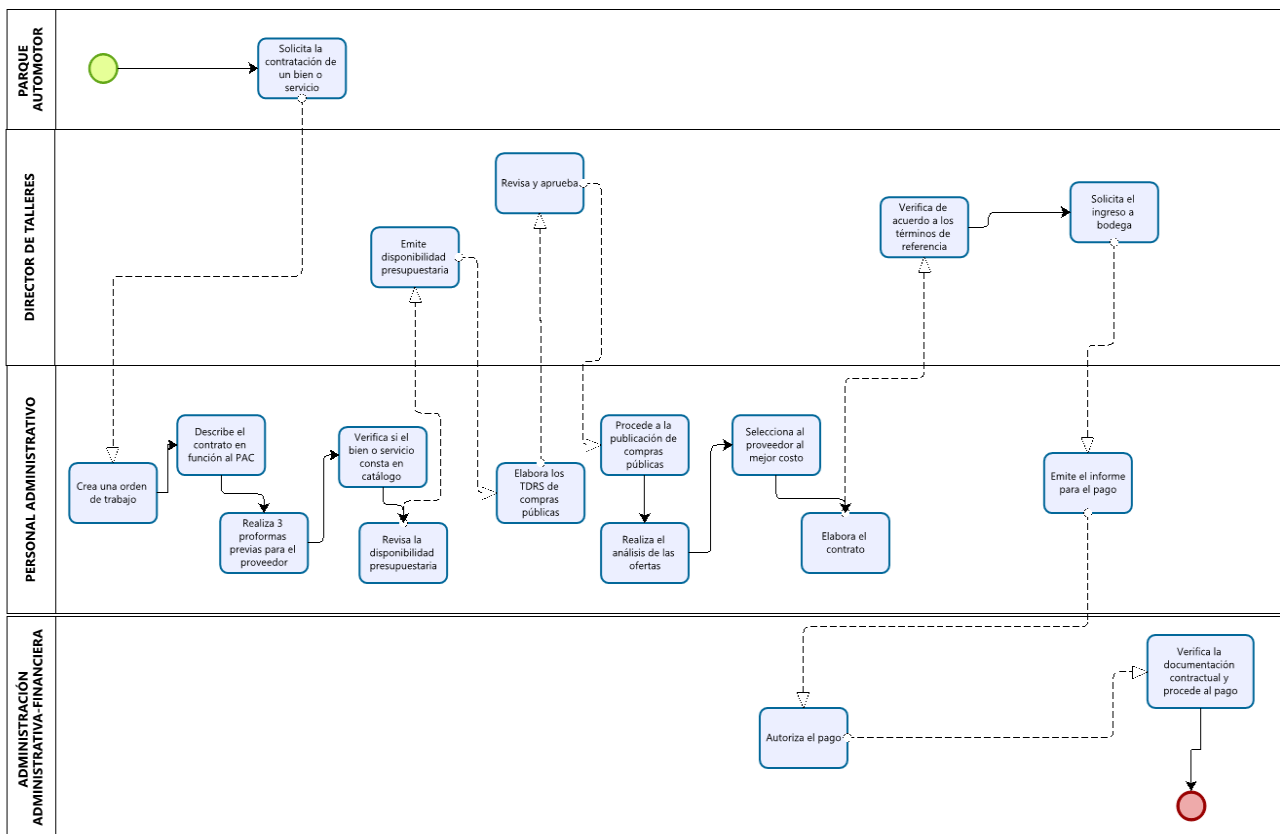 PARQUE
AUTOMOTOR
Solicita la
contratación de
un bien o
servicio
DIRECTOR DE TALLERES
Revisa y aprueba
Emite
disponibilidad
presupuestaria
Verifica de
acuerdo a los
términos de
referencia
Solicita el
ingreso a
bodega
PERSONAL ADMINISTRATIVO
Crea una orden
de trabajo
Describe el
contrato en
función al PAC
Realiza 3
proformas
previas para el
proveedor
Verifica si el
bien o servicio
consta en
catálogo
Revisa la
disponibilidad
presupuestaria
Elabora los
TDRS de
compras
públicas
Procede a la
publicación de
compras
públicas
Realiza el
análisis de las
ofertas
Selecciona al
proveedor al
mejor costo
Elabora el
contrato
Emite el informe
para el pago
ADMINISTRACIÓN
ADMINISTRATIVA-FINANCIERA
Autoriza el pago
Verifica la
documentación
contractual y
procede al pago